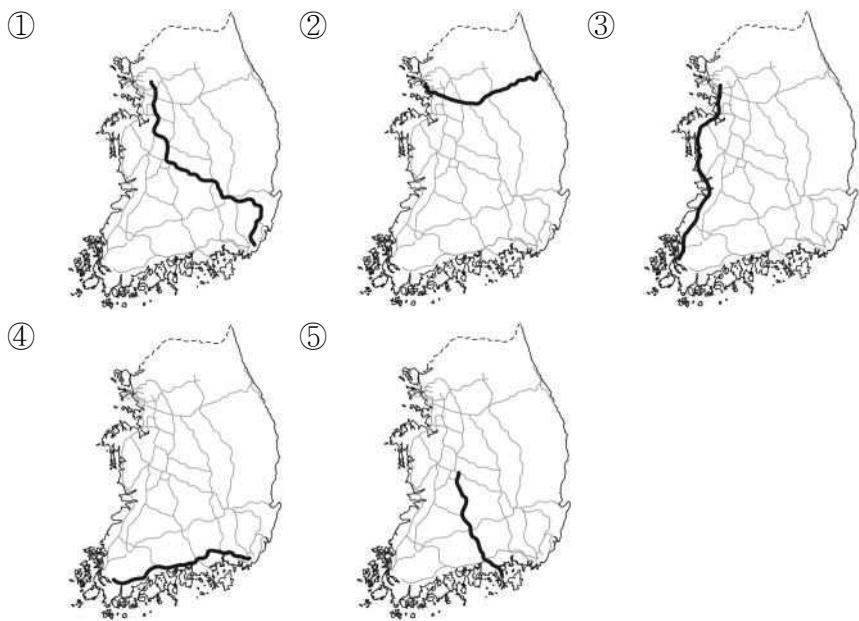 ① ② ③
④ ⑤